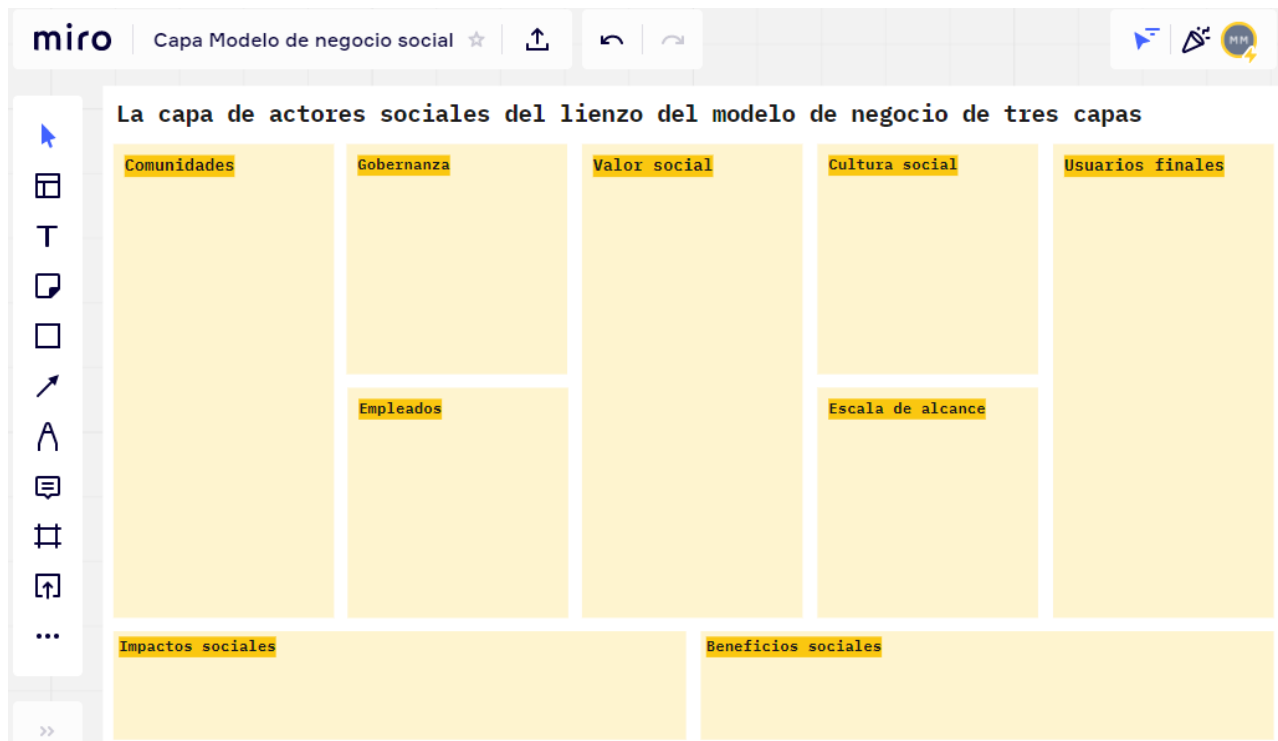 miro
Capa Modelo de negocio social
MM
La capa de actores sociales del lienzo del modelo de negocio de tres capas
Comunidades
Gobernanza
Valor social
Cultura social
Usuarios finales
Empleados
Escala de alcance
Impactos sociales
Beneficios sociales